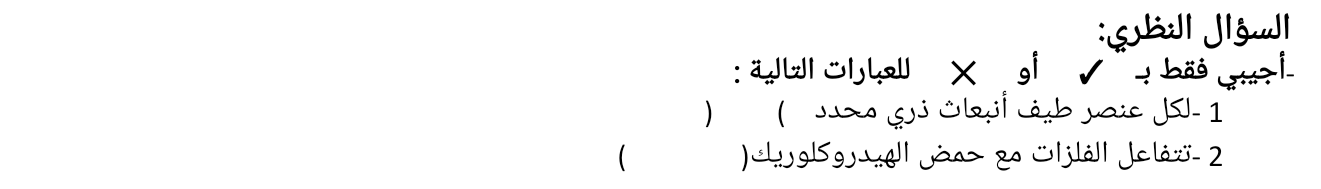 السؤال النظري:
-أجيبي فقط بـ ✓ أو × للعبارات التالية :
1 -لكل عنصر طيف أنبعاث ذري محدد ( )
2 -تتفاعل الفلزات مع حمض الهيدروكلوريك( )